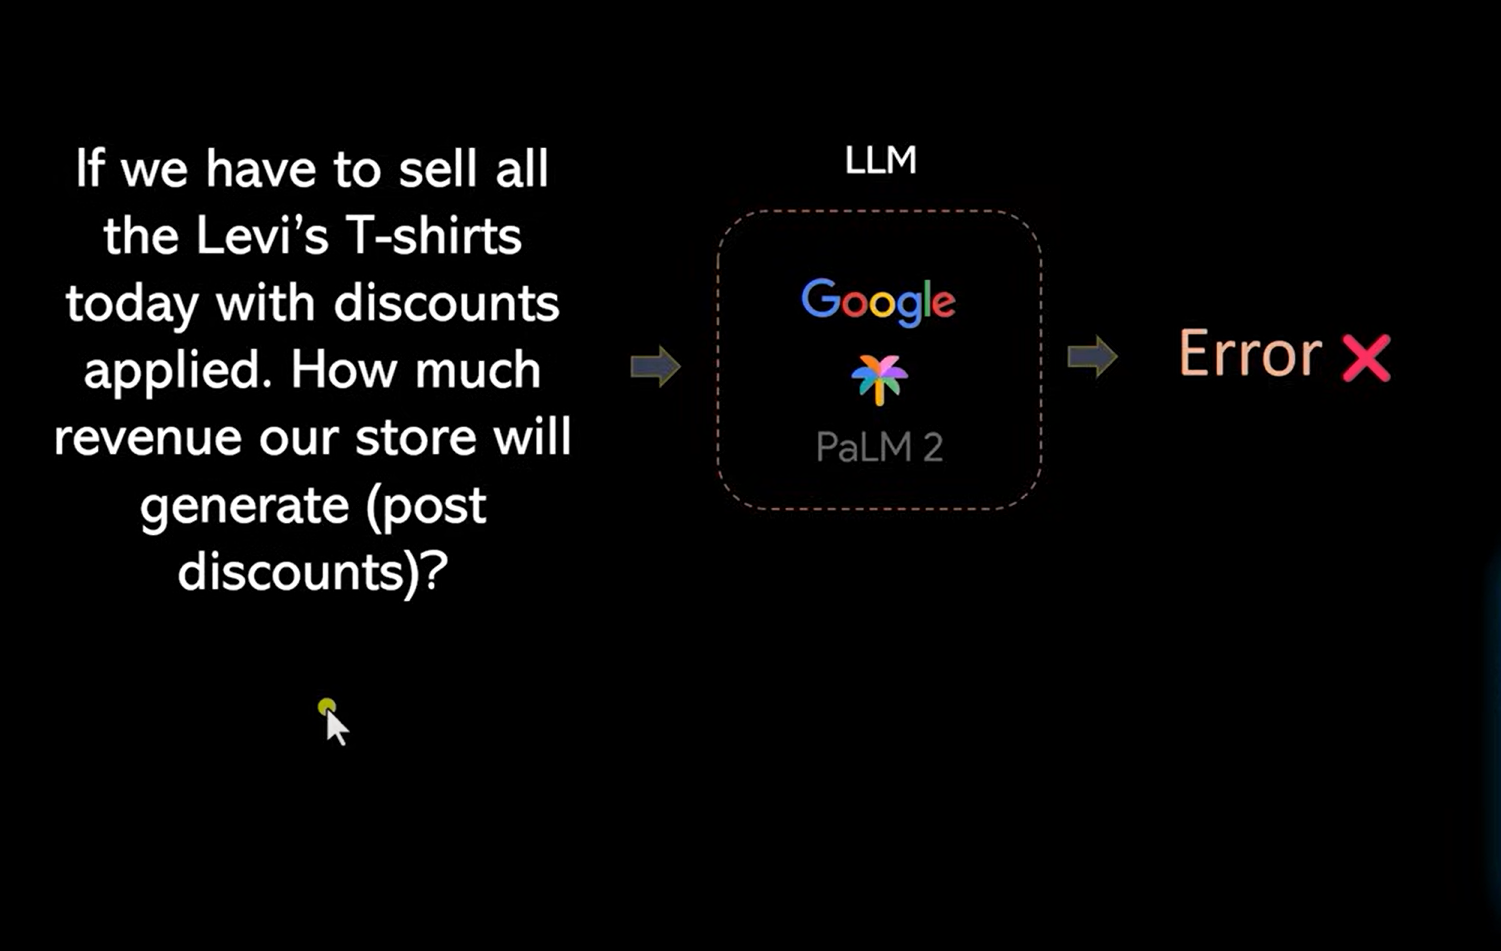 If we have to sell all
the Levi’s T-shirts
today with discounts
applied. How much
revenue our store will
generate (post
discounts)?
LLM
Google
PaLM 2
Error